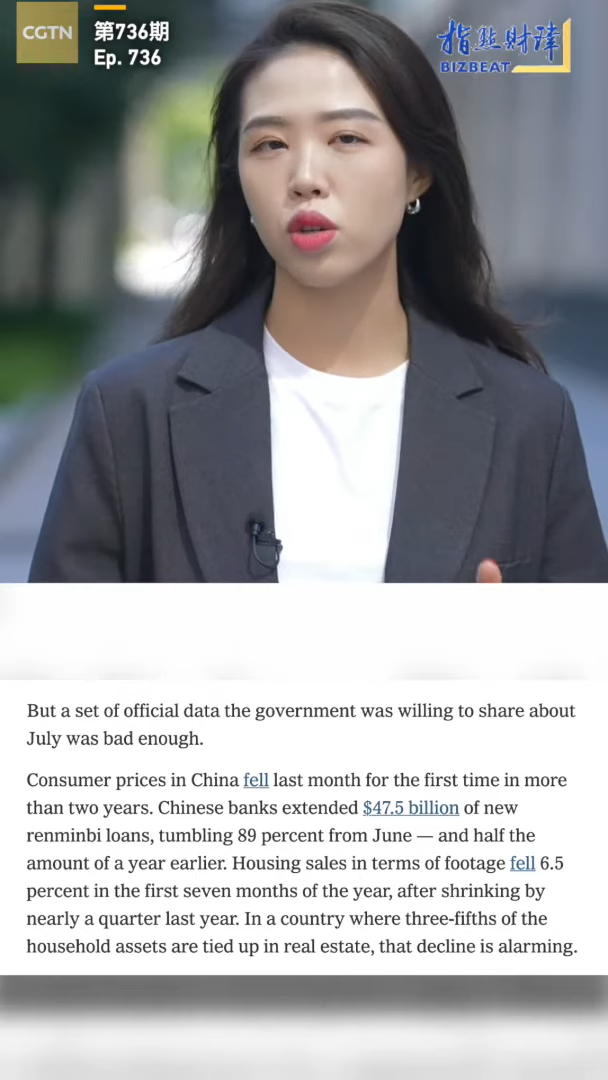 CGTN
第736期
Ep. 736
指點財津
BIZBEAT
But a set of official data the government was willing to share about
July was bad enough.
Consumer prices in China fell last month for the first time in more
than two years. Chinese banks extended $47.5 billion of new
renminbi loans, tumbling 89 percent from June — and half the
amount of a year earlier. Housing sales in terms of footage fell 6.5
percent in the first seven months of the year, after shrinking by
nearly a quarter last year. In a country where three-fifths of the
household assets are tied up in real estate, that decline is alarming.